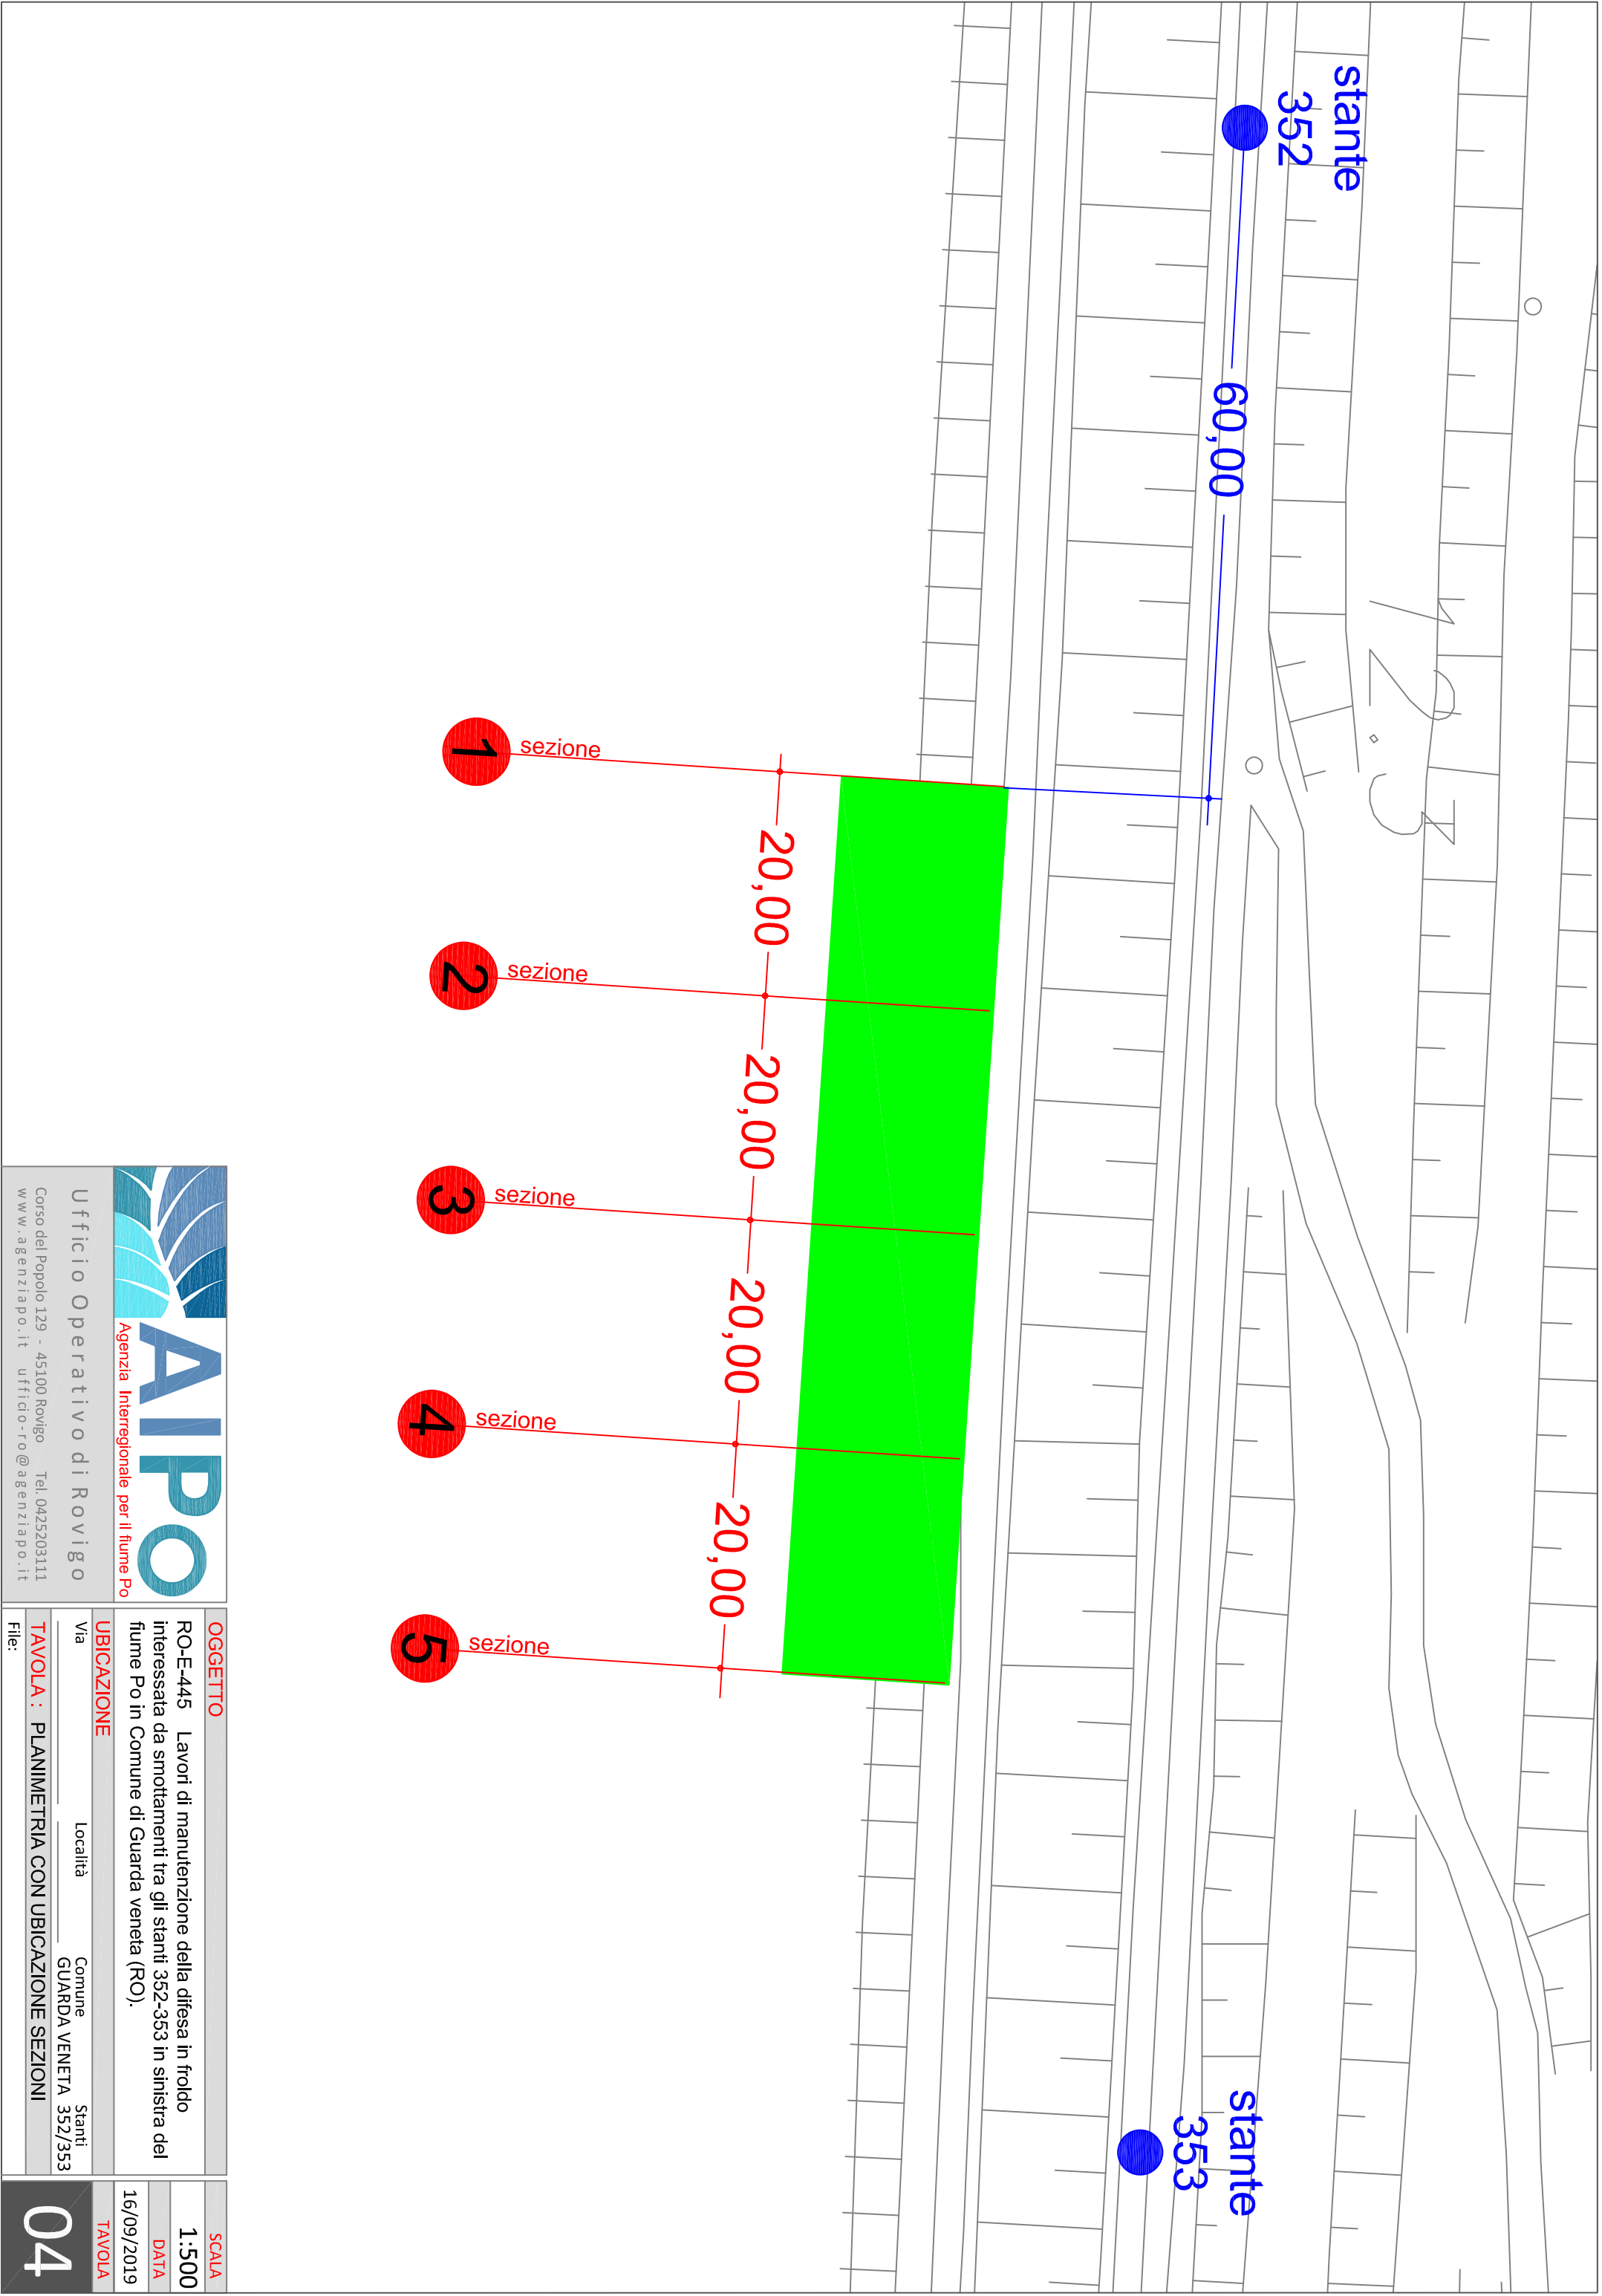 stante
352
60,00
12.31
stante
353
1 sezione
20,00
2 sezione
20,00
3 sezione
20,00
4 sezione
20,00
5 sezione
AIPO
Agenzia Interregionale per il fiume Po
Ufficio Operativo di Rovigo
Corso del Popolo 129 - 45100 Rovigo Tel. 0425203111
www.agenziapo.it ufficio-ro@agenziapo.it
OGGETTO
RO-E-445 Lavori di manutenzione della difesa in froldo
interessata da smottamenti tra gli stanti 352-353 in sinistra del
fiume Po in Comune di Guarda veneta (RO).
UBICAZIONE
Via Località Comune Stanti
GUARDA VENETA 352/353
TAVOLA : PLANIMETRIA CON UBICAZIONE SEZIONI
File:
SCALA
1:500
DATA
16/09/2019
TAVOLA
04